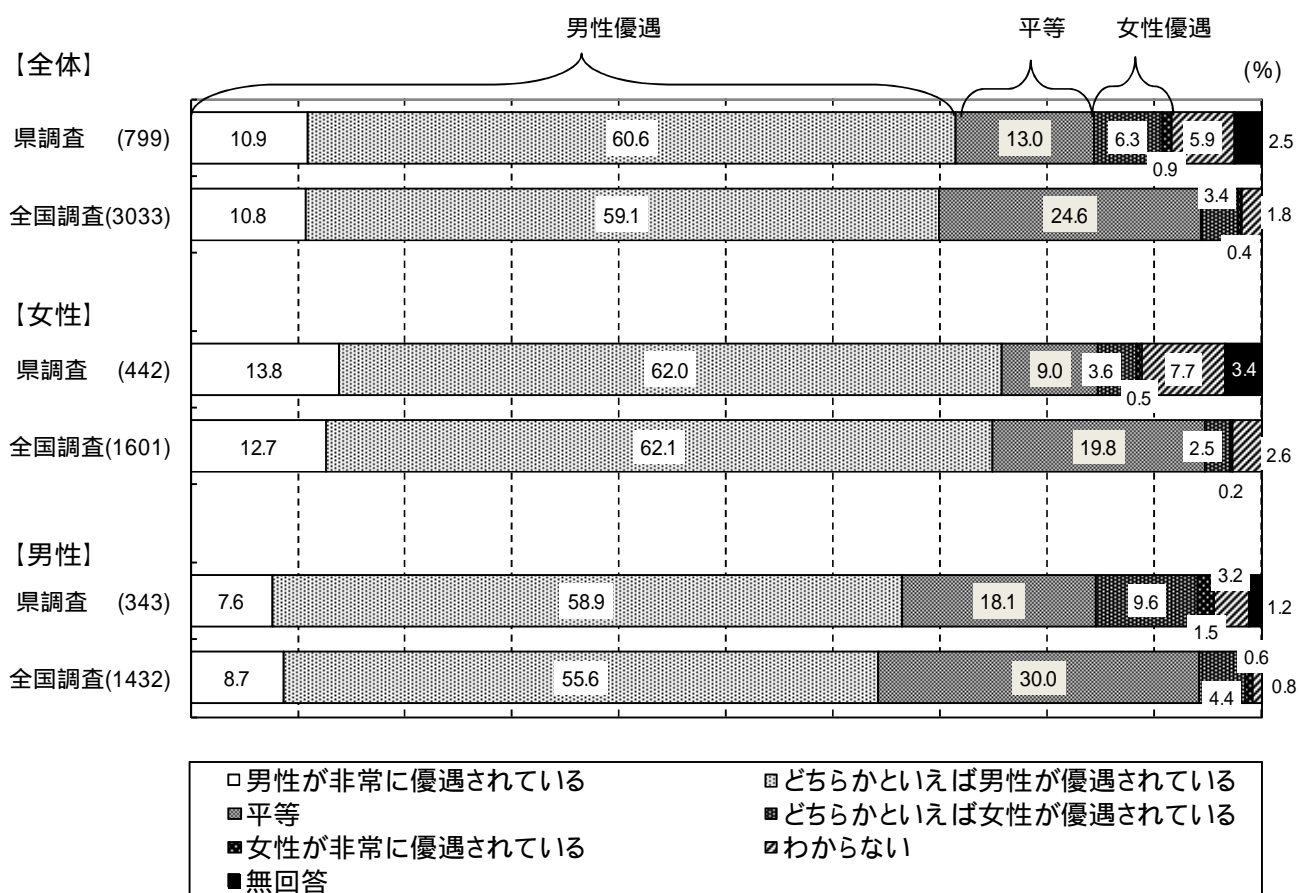 男性優遇 平等 女性優遇
【全体】
(%)
県調査 (799) 10.9 60.6 13.0 6.3 0.9 5.9 2.5
全国調査(3033) 10.8 59.1 24.6 3.4 0.4 1.8
【女性】
県調査 (442) 13.8 62.0 9.0 3.6 0.5 7.7 3.4
全国調査(1601) 12.7 62.1 19.8 2.5 0.2 2.6
【男性】
県調査 (343) 7.6 58.9 18.1 9.6 1.5 3.2 1.2
全国調査(1432) 8.7 55.6 30.0 4.4 0.6 0.8
男性が非常に優遇されている どちらかといえば男性が優遇されている
平等 どちらかといえば女性が優遇されている
女性が非常に優遇されている わからない
無回答